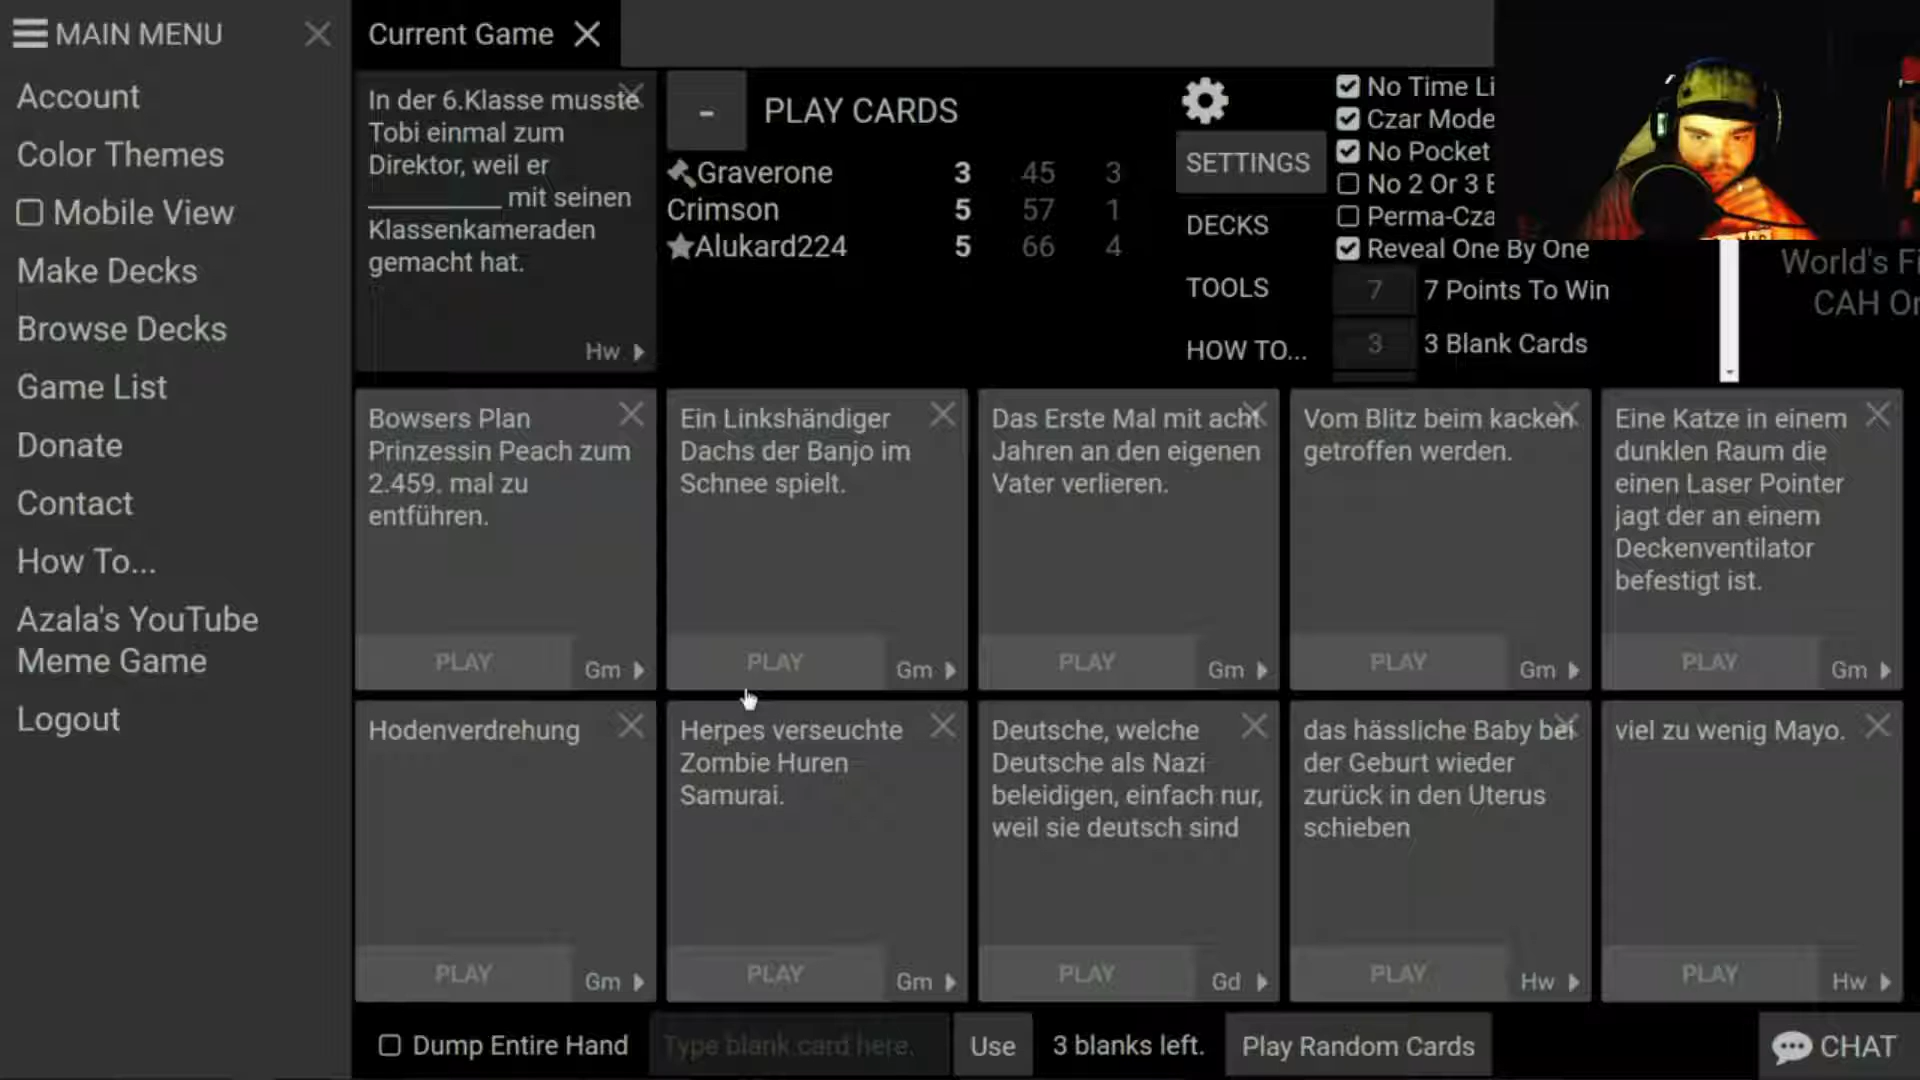 MAIN MENU
Account
Color Themes
Mobile View
Make Decks
Browse Decks
Game List
Donate
Contact
How To...
Azala's YouTube
Meme Game
Logout
Current Game
In der 6.Klasse musste
Tobi einmal zum
Direktor, weil er
__________ mit seinen
Klassenkameraden
gemacht hat.
Hw
-
PLAY CARDS
Graverone 3 45 3
Crimson 5 57 1
Alukard224 5 66 4
SETTINGS
DECKS
TOOLS
HOW TO...
No Time Li
Czar Mode
No Pocket
No 2 Or 3 B
Perma-Cza
Reveal One By One
7 7 Points To Win
3 3 Blank Cards
World's Fi
CAH On
Bowsers Plan
Prinzessin Peach zum
2.459. mal zu
entführen.
PLAY Gm
Ein Linkshändiger
Dachs der Banjo im
Schnee spielt.
PLAY Gm
Das Erste Mal mit acht
Jahren an den eigenen
Vater verlieren.
PLAY Gm
Vom Blitz beim kacken
getroffen werden.
PLAY Gm
Eine Katze in einem
dunklen Raum die
einen Laser Pointer
jagt der an einem
Deckenventilator
befestigt ist.
PLAY Gm
Hodenverdrehung
PLAY Gm
Herpes verseuchte
Zombie Huren
Samurai.
PLAY Gm
Deutsche, welche
Deutsche als Nazi
beleidigen, einfach nur,
weil sie deutsch sind
PLAY Gd
das hässliche Baby bei
der Geburt wieder
zurück in den Uterus
schieben
PLAY Hw
viel zu wenig Mayo.
PLAY Hw
Dump Entire Hand
Type blank card here.
Use
3 blanks left.
Play Random Cards
CHAT